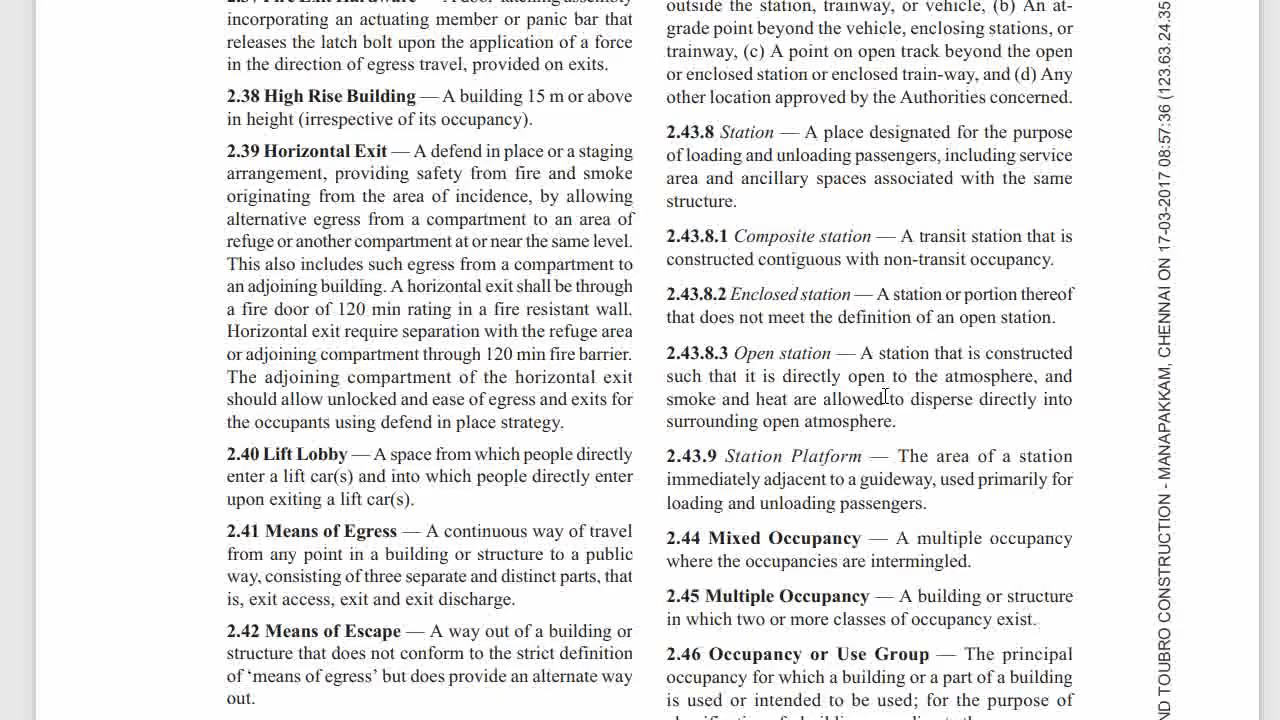 2.37 Fire Exit Hardware — A door-latching assembly
incorporating an actuating member or panic bar that
releases the latch bolt upon the application of a force
in the direction of egress travel, provided on exits.
2.38 High Rise Building — A building 15 m or above
in height (irrespective of its occupancy).
2.39 Horizontal Exit — A defend in place or a staging
arrangement, providing safety from fire and smoke
originating from the area of incidence, by allowing
alternative egress from a compartment to an area of
refuge or another compartment at or near the same level.
This also includes such egress from a compartment to
an adjoining building. A horizontal exit shall be through
a fire door of 120 min rating in a fire resistant wall.
Horizontal exit require separation with the refuge area
or adjoining compartment through 120 min fire barrier.
The adjoining compartment of the horizontal exit
should allow unlocked and ease of egress and exits for
the occupants using defend in place strategy.
2.40 Lift Lobby — A space from which people directly
enter a lift car(s) and into which people directly enter
upon exiting a lift car(s).
2.41 Means of Egress — A continuous way of travel
from any point in a building or structure to a public
way, consisting of three separate and distinct parts, that
is, exit access, exit and exit discharge.
2.42 Means of Escape — A way out of a building or
structure that does not conform to the strict definition
of ‘means of egress’ but does provide an alternate way
out.
outside the station, trainway, or vehicle, (b) An at-
grade point beyond the vehicle, enclosing stations, or
trainway, (c) A point on open track beyond the open
or enclosed station or enclosed train-way, and (d) Any
other location approved by the Authorities concerned.
2.43.8 Station — A place designated for the purpose
of loading and unloading passengers, including service
area and ancillary spaces associated with the same
structure.
2.43.8.1 Composite station — A transit station that is
constructed contiguous with non-transit occupancy.
2.43.8.2 Enclosed station — A station or portion thereof
that does not meet the definition of an open station.
2.43.8.3 Open station — A station that is constructed
such that it is directly open to the atmosphere, and
smoke and heat are allowed to disperse directly into
surrounding open atmosphere.
2.43.9 Station Platform — The area of a station
immediately adjacent to a guideway, used primarily for
loading and unloading passengers.
2.44 Mixed Occupancy — A multiple occupancy
where the occupancies are intermingled.
2.45 Multiple Occupancy — A building or structure
in which two or more classes of occupancy exist.
2.46 Occupancy or Use Group — The principal
occupancy for which a building or a part of a building
is used or intended to be used; for the purpose of
ND TOUBRO CONSTRUCTION - MANAPAKKAM, CHENNAI ON 17-03-2017 08:57:36 (123.63.24.35